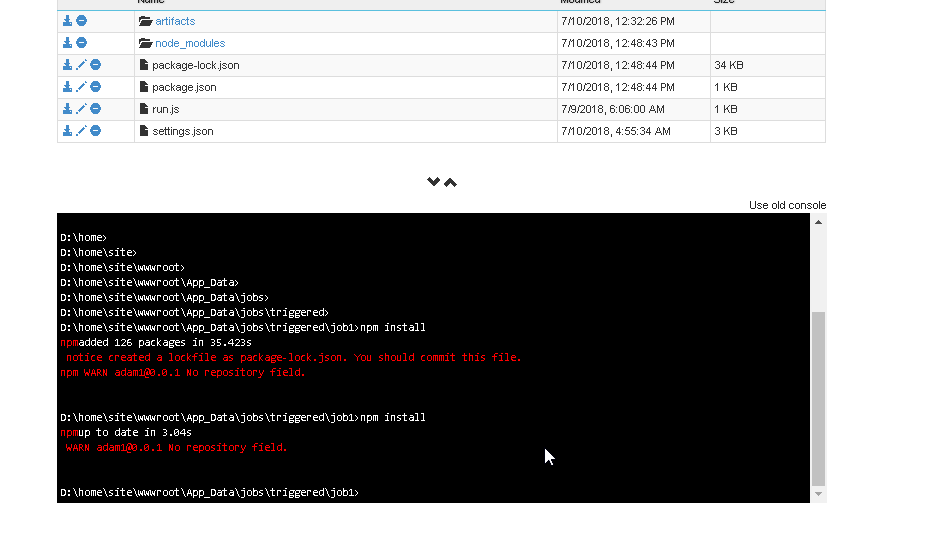 Name Modified Size
artifacts 7/10/2018, 12:32:26 PM
node_modules 7/10/2018, 12:48:43 PM
package-lock.json 7/10/2018, 12:48:44 PM 34 KB
package.json 7/10/2018, 12:48:44 PM 1 KB
run.js 7/9/2018, 6:06:00 AM 1 KB
settings.json 7/10/2018, 4:55:34 AM 3 KB
Use old console
D:\home>
D:\home\site>
D:\home\site\wwwroot>
D:\home\site\wwwroot\App_Data>
D:\home\site\wwwroot\App_Data\jobs>
D:\home\site\wwwroot\App_Data\jobs\triggered>
D:\home\site\wwwroot\App_Data\jobs\triggered\job1>npm install
npmadded 126 packages in 35.423s
notice created a lockfile as package-lock.json. You should commit this file.
npm WARN adam1@0.0.1 No repository field.
D:\home\site\wwwroot\App_Data\jobs\triggered\job1>npm install
npmup to date in 3.04s
WARN adam1@0.0.1 No repository field.
D:\home\site\wwwroot\App_Data\jobs\triggered\job1>